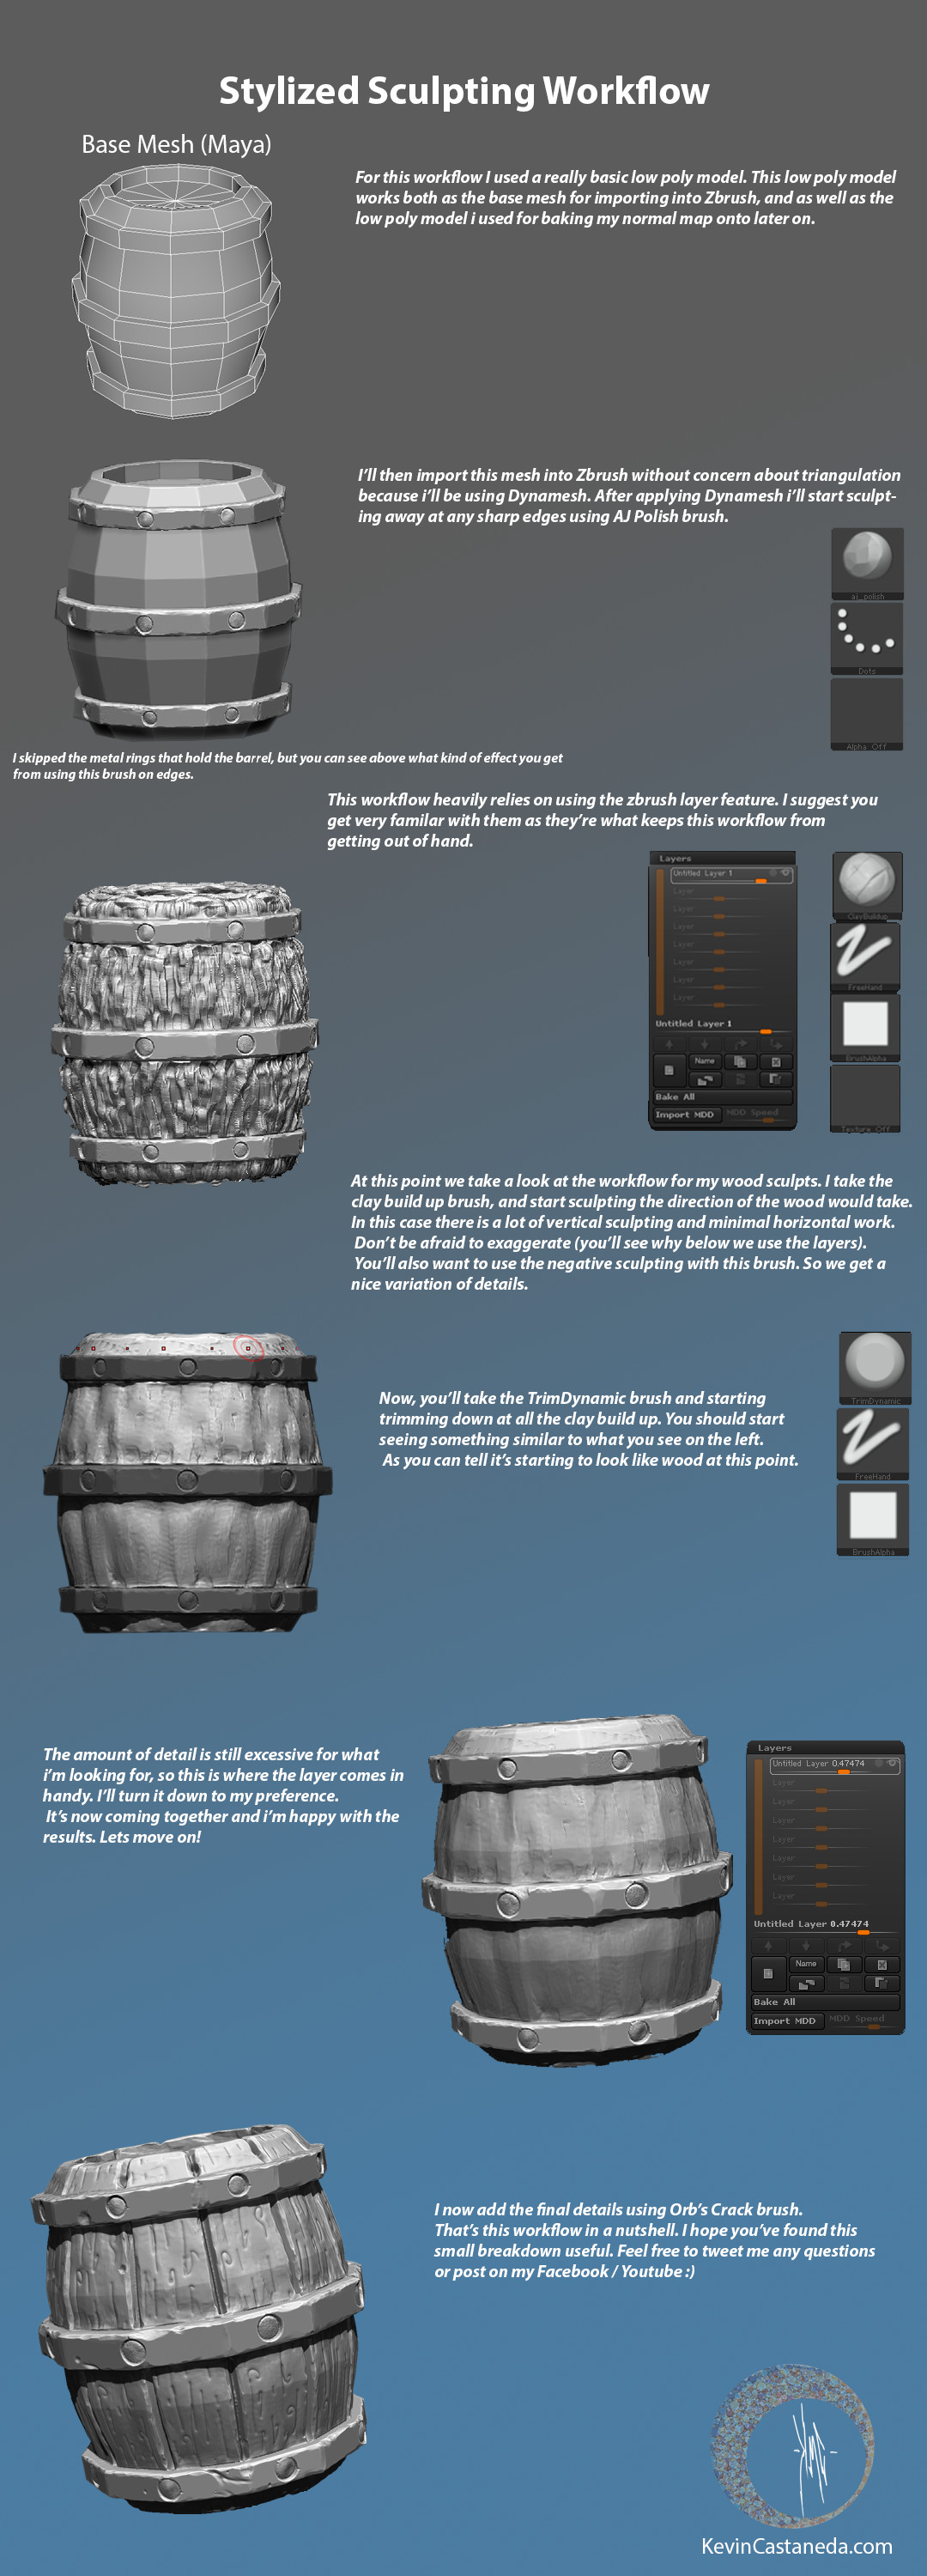 Stylized Sculpting Workflow
Base Mesh (Maya)
For this workflow I used a really basic low poly model. This low poly model
works both as the base mesh for importing into Zbrush, and as well as the
low poly model i used for baking my normal map onto later on.
I'll then import this mesh into Zbrush without concern about triangulation
because i'll be using Dynamesh. After applying Dynamesh i'll start sculpt-
ing away at any sharp edges using AJ Polish brush.
aj_polish
Dots
Alpha Off
I skipped the metal rings that hold the barrel, but you can see above what kind of effect you get
from using this brush on edges.
This workflow heavily relies on using the zbrush layer feature. I suggest you
get very familar with them as they're what keeps this workflow from
getting out of hand.
Layers
Untitled Layer 1
Layer
Layer
Layer
Layer
Layer
Layer
Layer
Untitled Layer 1
Name
Bake All
Import MDD
MDD Speed
ClayBuildup
FreeHand
BrushAlpha
Texture Off
At this point we take a look at the workflow for my wood sculpts. I take the
clay build up brush, and start sculpting the direction of the wood would take.
In this case there is a lot of vertical sculpting and minimal horizontal work.
Don't be afraid to exaggerate (you'll see why below we use the layers).
You'll also want to use the negative sculpting with this brush. So we get a
nice variation of details.
Now, you'll take the TrimDynamic brush and starting
trimming down at all the clay build up. You should start
seeing something similar to what you see on the left.
As you can tell it's starting to look like wood at this point.
TrimDynamic
FreeHand
BrushAlpha
The amount of detail is still excessive for what
i'm looking for, so this is where the layer comes in
handy. I'll turn it down to my preference.
It's now coming together and i'm happy with the
results. Lets move on!
Layers
Untitled Layer 0.47474
Layer
Layer
Layer
Layer
Layer
Layer
Layer
Untitled Layer 0.47474
Name
Bake All
Import MDD
MDD Speed
I now add the final details using Orb's Crack brush.
That's this workflow in a nutshell. I hope you've found this
small breakdown useful. Feel free to tweet me any questions
or post on my Facebook / Youtube :)
KevinCastaneda.com